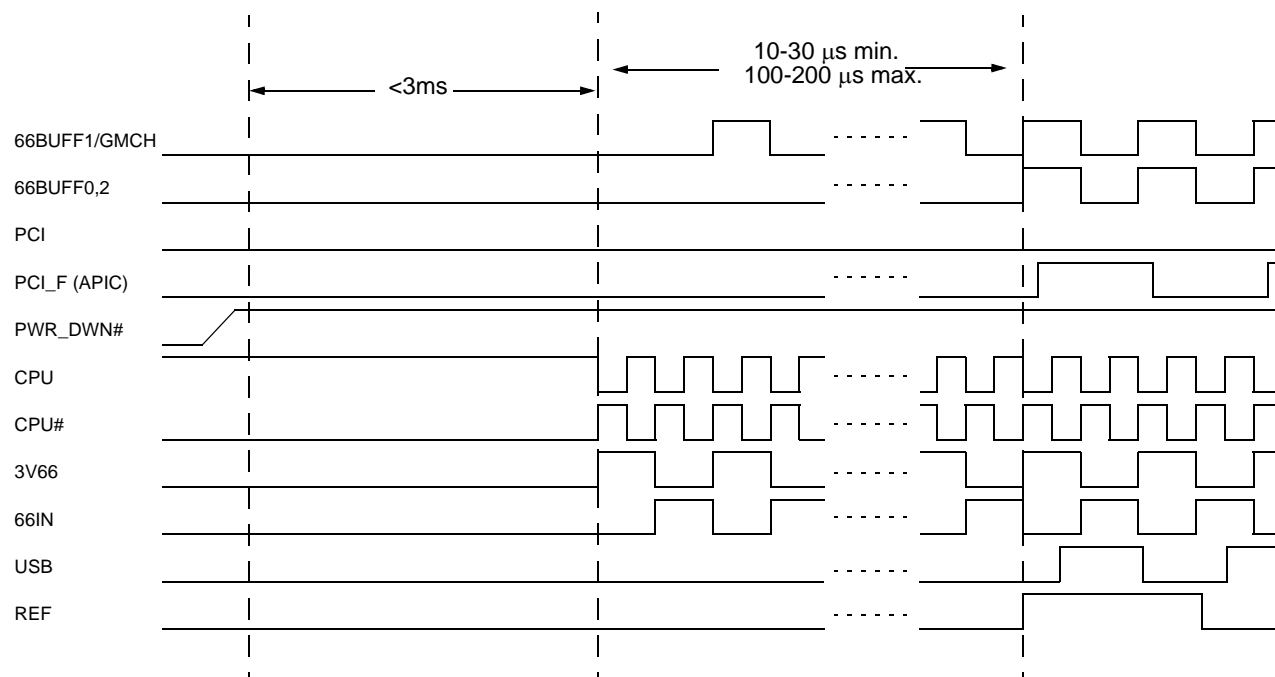 10-30 μs min.
100-200 μs max.
<3ms
66BUFF1/GMCH
66BUFF0,2
PCI
PCI_F (APIC)
PWR_DWN#
CPU
CPU#
3V66
66IN
USB
REF